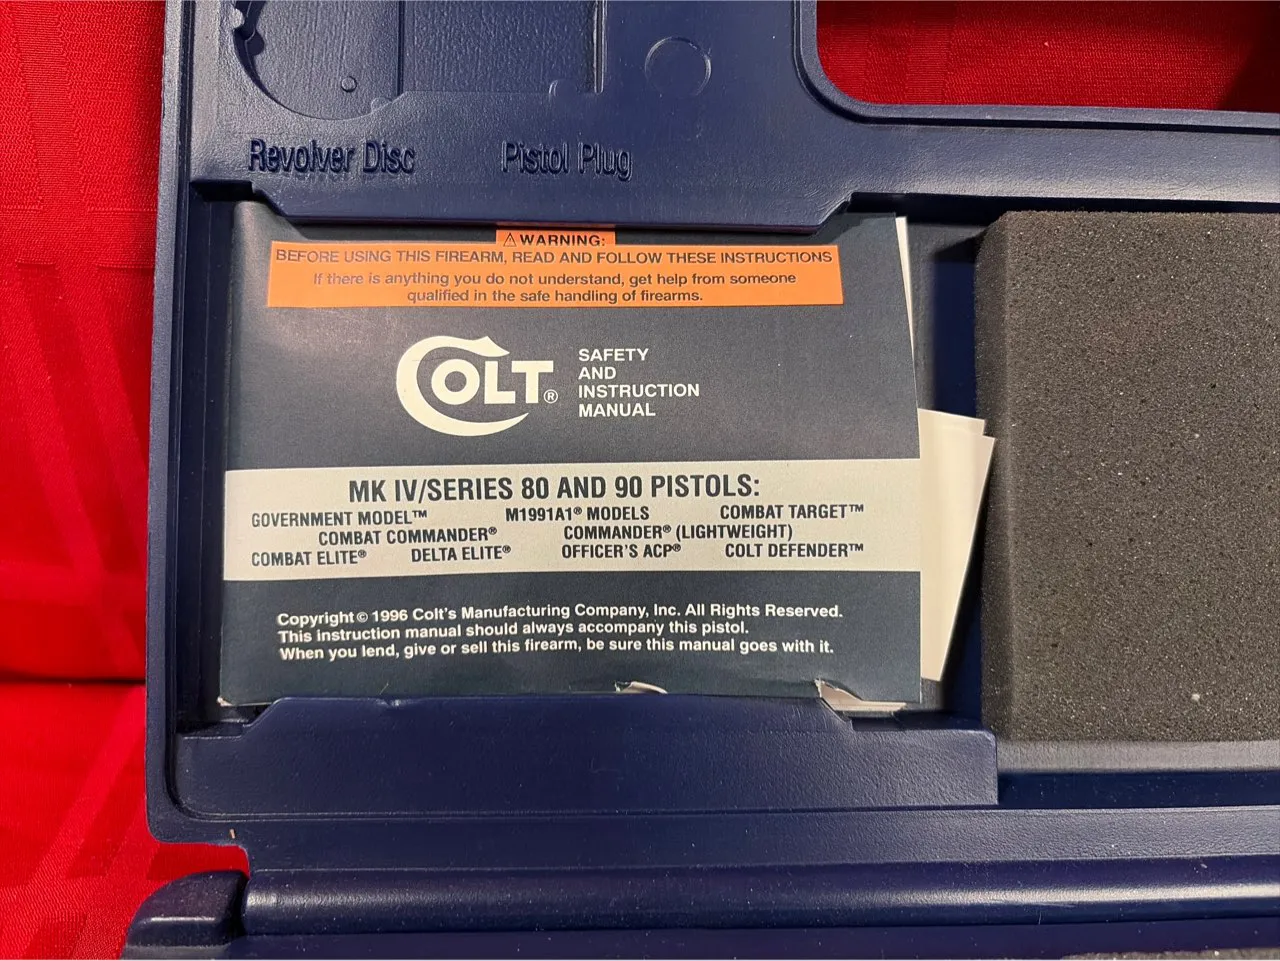 Revolver Disc Pistol Plug
⚠ WARNING:
BEFORE USING THIS FIREARM, READ AND FOLLOW THESE INSTRUCTIONS
If there is anything you do not understand, get help from someone
qualified in the safe handling of firearms.
COLT®
SAFETY
AND
INSTRUCTION
MANUAL
MK IV/SERIES 80 AND 90 PISTOLS:
GOVERNMENT MODEL™ M1991A1® MODELS COMBAT TARGET™
COMBAT COMMANDER® COMMANDER® (LIGHTWEIGHT)
COMBAT ELITE® DELTA ELITE® OFFICER'S ACP® COLT DEFENDER™
Copyright © 1996 Colt's Manufacturing Company, Inc. All Rights Reserved.
This instruction manual should always accompany this pistol.
When you lend, give or sell this firearm, be sure this manual goes with it.